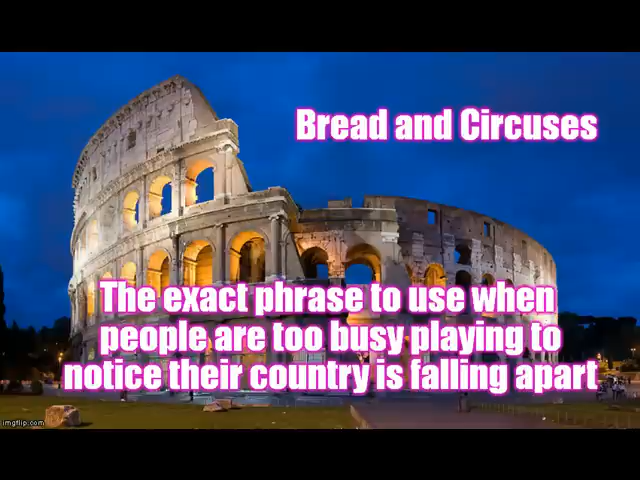 Bread and Circuses
The exact phrase to use when
people are too busy playing to
notice their country is falling apart
imgflip.com